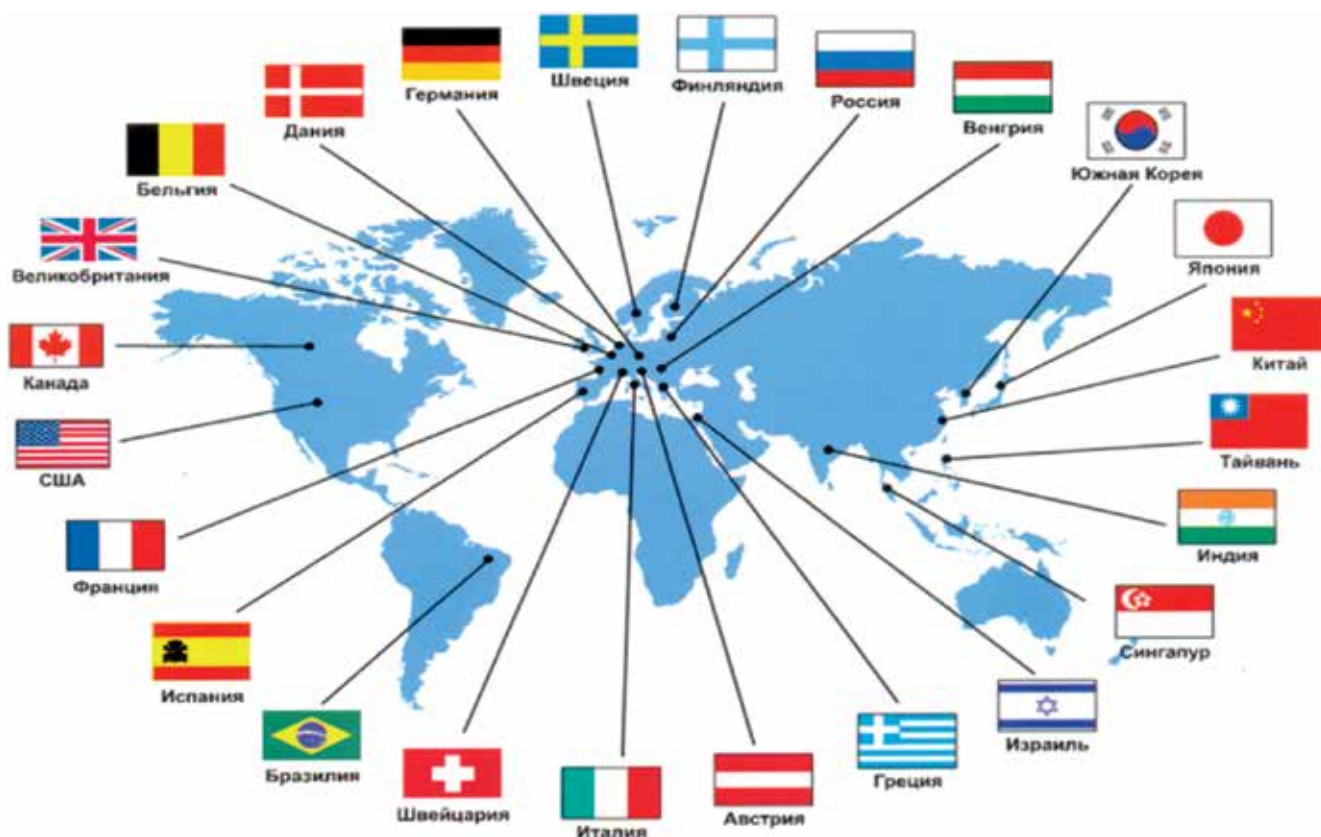 Швеция
Финляндия
Германия
Россия
Дания
Венгрия
Южная Корея
Бельгия
Япония
Великобритания
Китай
Канада
Тайвань
США
Индия
Франция
Сингапур
Испания
Израиль
Бразилия
Греция
Швейцария
Австрия
Италия